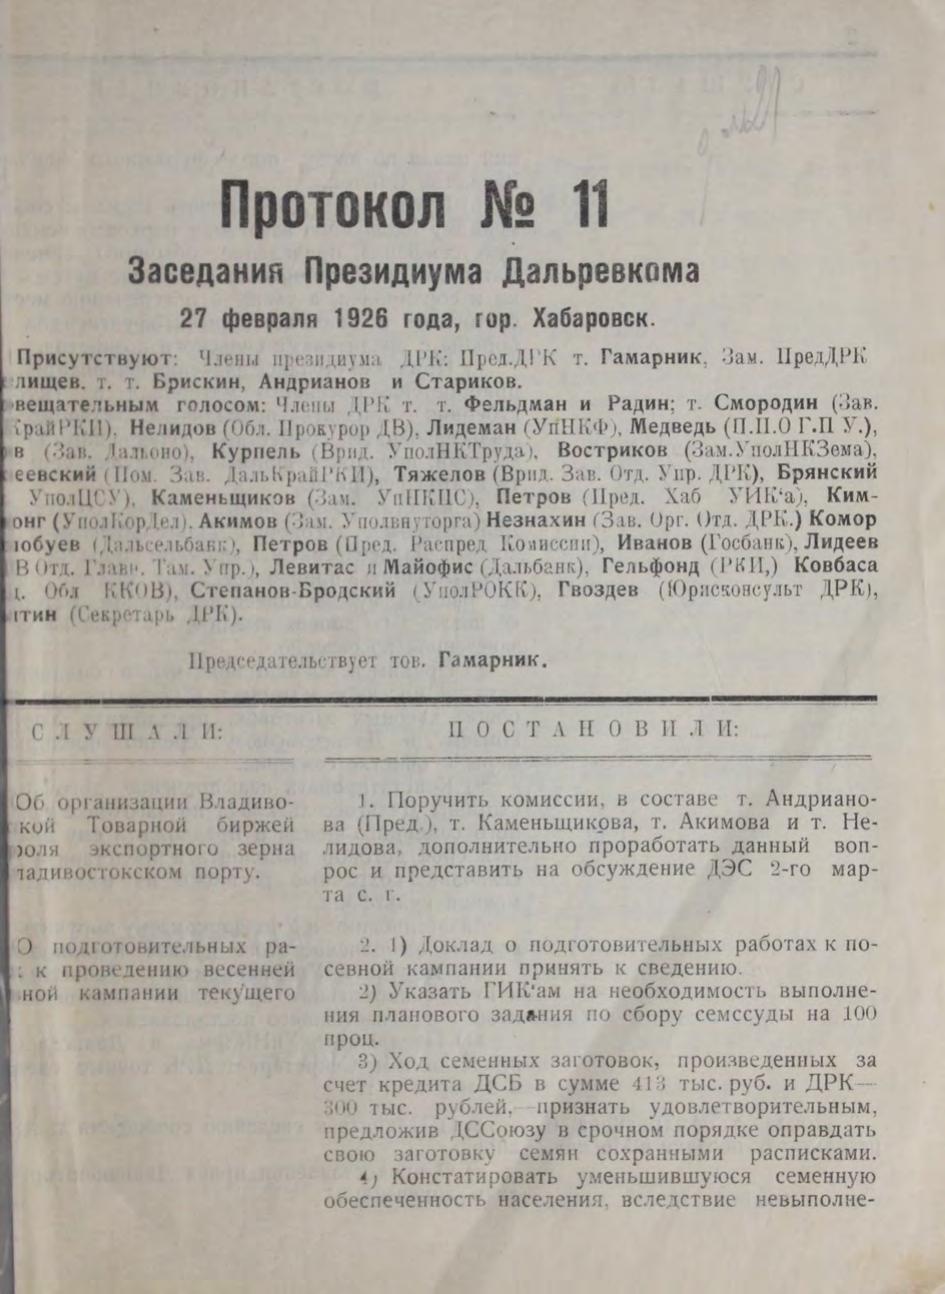 Протокол № 11
Заседания Президиума Дальревкома
27 февраля 1926 года, гор. Хабаровск.
Присутствуют: Члены президиума ДРК: Пред.ДРК т. Гамарник, Зам. ПредДРК
лищев, т. т. Брискин, Андрианов и Стариков.
вещательным голосом: Члены ДРК т. т. Фельдман и Радин; т. Смородин (Зав.
крайРКИ), Нелидов (Обл. Прокурор ДВ), Лидеман (УпНКФ), Медведь (П.П.О Г.П У.),
в (Зав. Дальоно), Курпель (Врид. УполНКТруда), Востриков (Зам.УполНКЗема),
еевский (Пом. Зав. ДалькрайРКИ), Тяжелов (Врид. Зав. Отд. Упр. ДРК), Брянский
УполЦСУ), Каменьщиков (Зам. УпНКПС), Петров (Пред. Хаб УИК'а), Ким-
онг (УполКорДел), Акимов (Зам. Уполвнуторга) Незнахин (Зав. Орг. Отд. ДРК.) Комор
юбуев (Дальсельбанк), Петров (Пред. Распред Комиссии), Иванов (Госбанк), Лидеев
В Отд. Главн. Там. Упр.), Левитас и Майофис (Дальбанк), Гельфонд (РКИ,) Ковбаса
д. Обл ККОВ), Степанов-Бродский (УполРОКК), Гвоздев (Юрисконсульт ДРК),
ітин (Секретарь ДРК).
Председательствует тов. Гамарник.
СЛУШАЛИ:
ПОСТАНОВИЛИ:
Об организации Владиво-
кой Товарной биржей
роля экспортного зерна
ладивостокском порту.
1. Поручить комиссии, в составе т. Андриано-
ва (Пред.), т. Каменьщикова, т. Акимова и т. Не-
лидова, дополнительно проработать данный воп-
рос и представить на обсуждение ДЭС 2-го мар-
та с. г.
О подготовительных ра-
: к проведению весенней
ной кампании текущего
2. 1) Доклад о подготовительных работах к по-
севной кампании принять к сведению.
2) Указать ГИК'ам на необходимость выполне-
ния планового задания по сбору семссуды на 100
проц.
3) Ход семенных заготовок, произведенных за
счет кредита ДСБ в сумме 413 тыс. руб. и ДРК—
300 тыс. рублей,—признать удовлетворительным,
предложив ДССоюзу в срочном порядке оправдать
свою заготовку семян сохранными расписками.
4) Констатировать уменьшившуюся семенную
обеспеченность населения, вследствие невыполне-